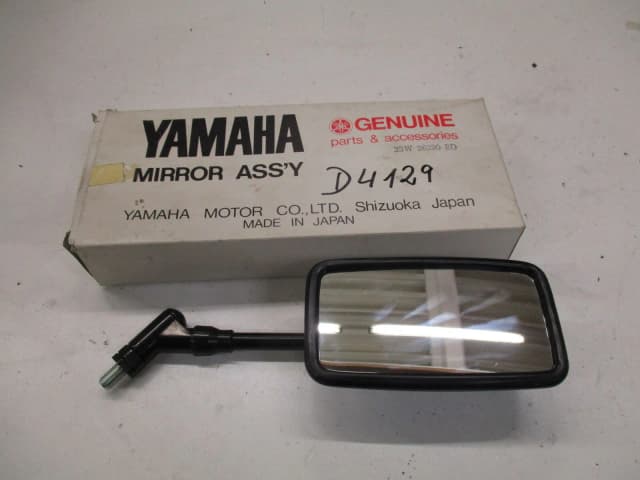 YAMAHA
GENUINE
parts & accessories
MIRROR ASS'Y
D4129
YAMAHA MOTOR CO.,LTD. Shizuoka Japan
MADE IN JAPAN